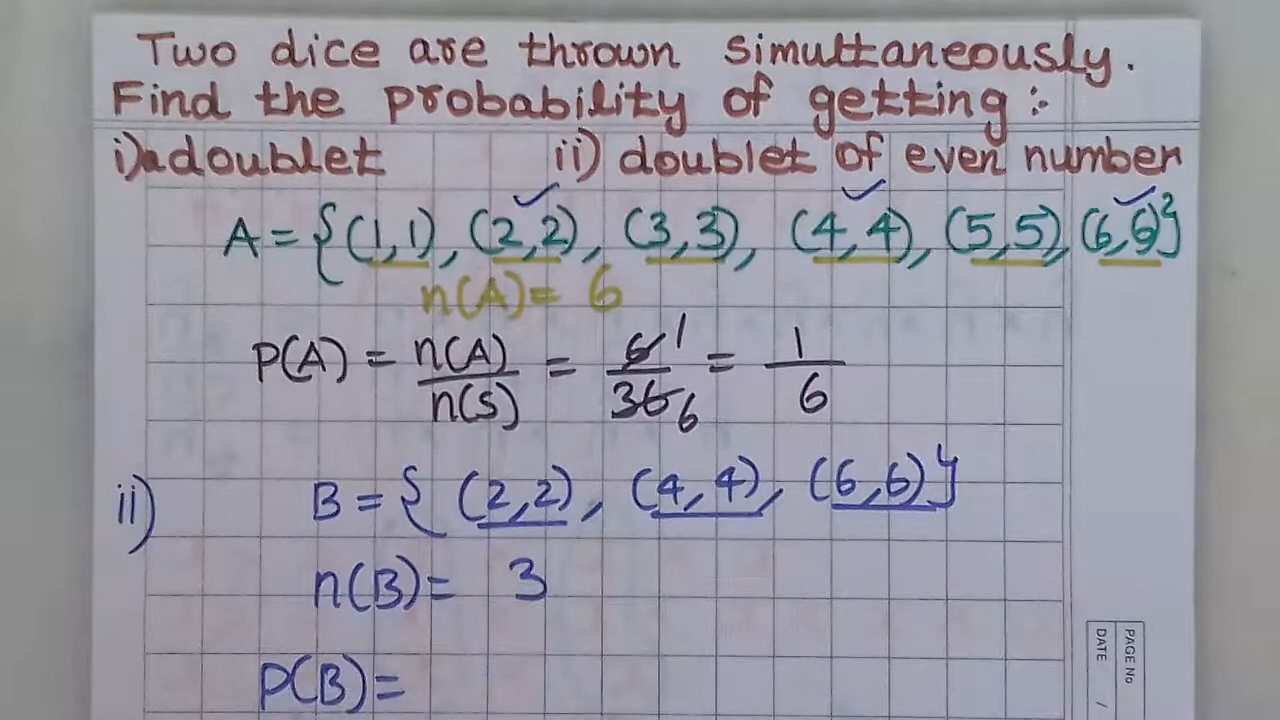 Two dice are thrown simultaneously.
Find the probability of getting :-
i) a doublet ii) doublet of even number
A = {(1,1), (2,2), (3,3), (4,4), (5,5), (6,6)}
n(A) = 6
P(A) = n(A)/n(S) = 6 1/36 6 = 1/6
ii) B = { (2,2), (4,4), (6,6)}
n(B) = 3
P(B) =
PAGE No
DATE /